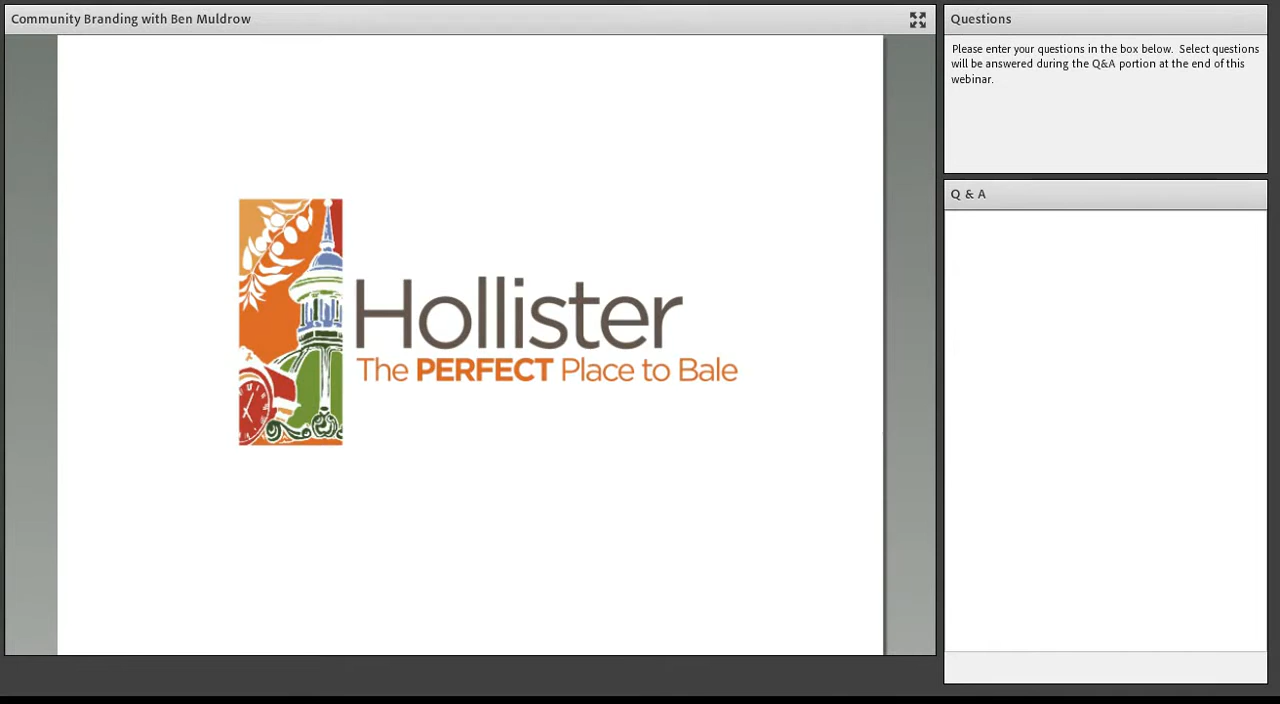 Community Branding with Ben Muldrow
Hollister
The PERFECT Place to Bale
Questions
Please enter your questions in the box below.  Select questions
will be answered during the Q&A portion at the end of this
webinar.
Q & A